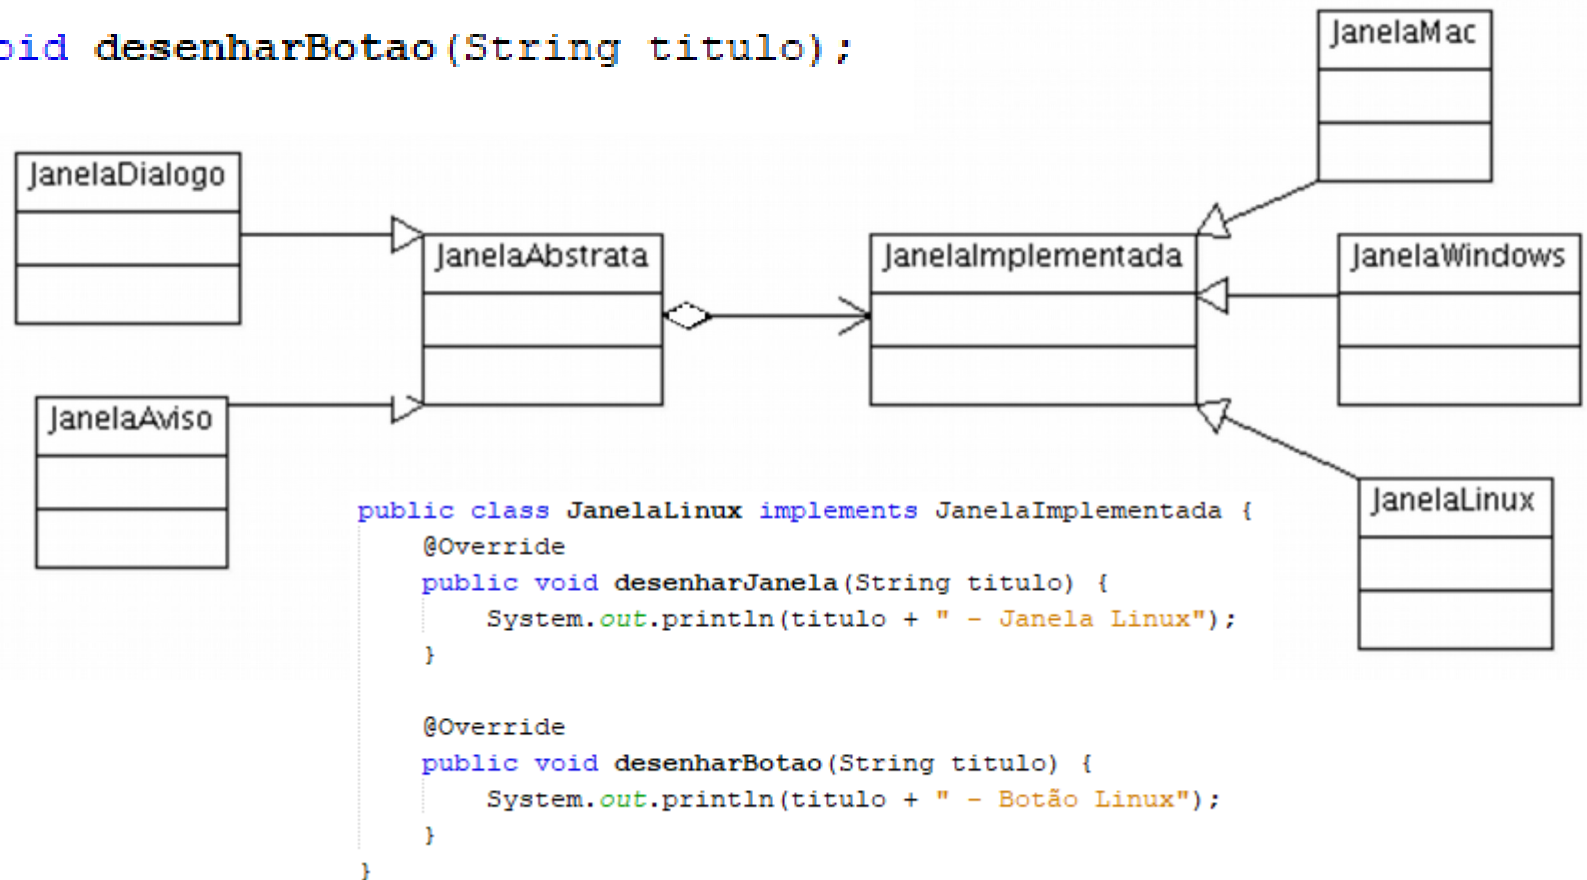 void desenharBotao(String titulo);
JanelaMac
JanelaDialogo
JanelaAbstrata
JanelaImplementada
JanelaWindows
JanelaAviso
JanelaLinux
public class JanelaLinux implements JanelaImplementada {
@Override
public void desenharJanela(String titulo) {
System.out.println(titulo + " - Janela Linux");
}
@Override
public void desenharBotao(String titulo) {
System.out.println(titulo + " - Botão Linux");
}
}